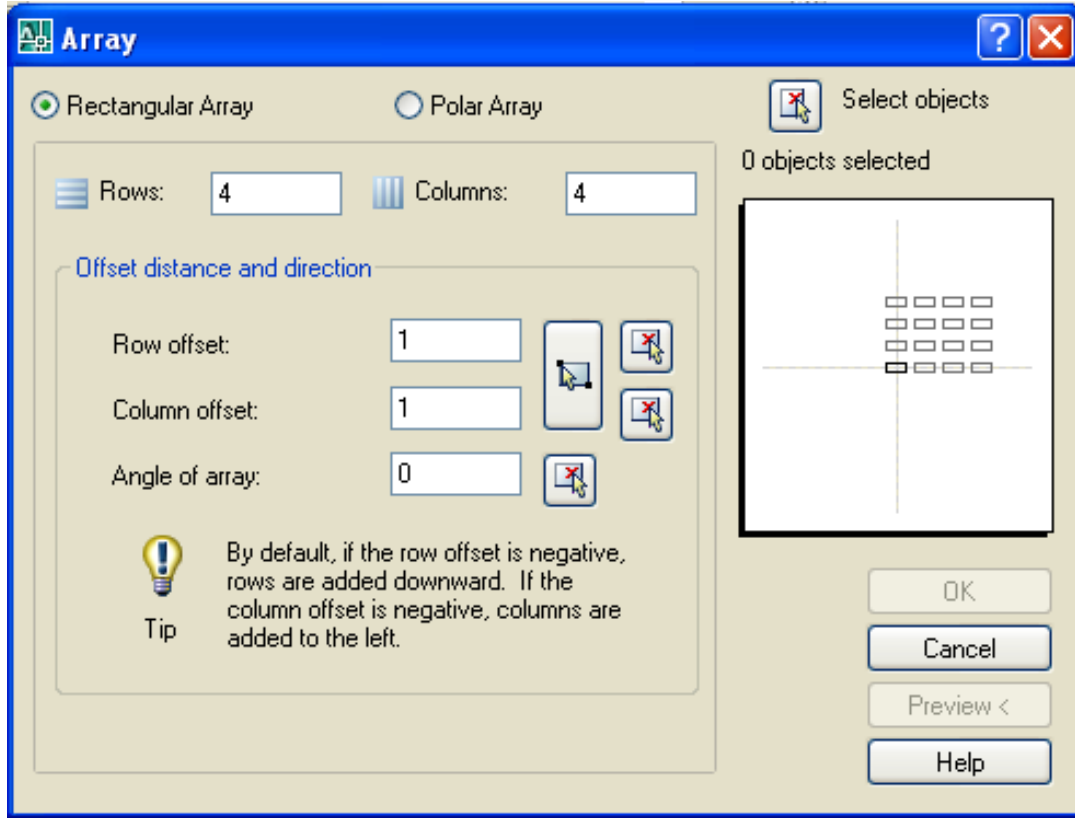 Array
Rectangular Array
Polar Array
Select objects
0 objects selected
Rows:
4
Columns:
4
Offset distance and direction
Row offset:
1
Column offset:
1
Angle of array:
0
By default, if the row offset is negative,
rows are added downward. If the
column offset is negative, columns are
added to the left.
Tip
OK
Cancel
Preview <
Help